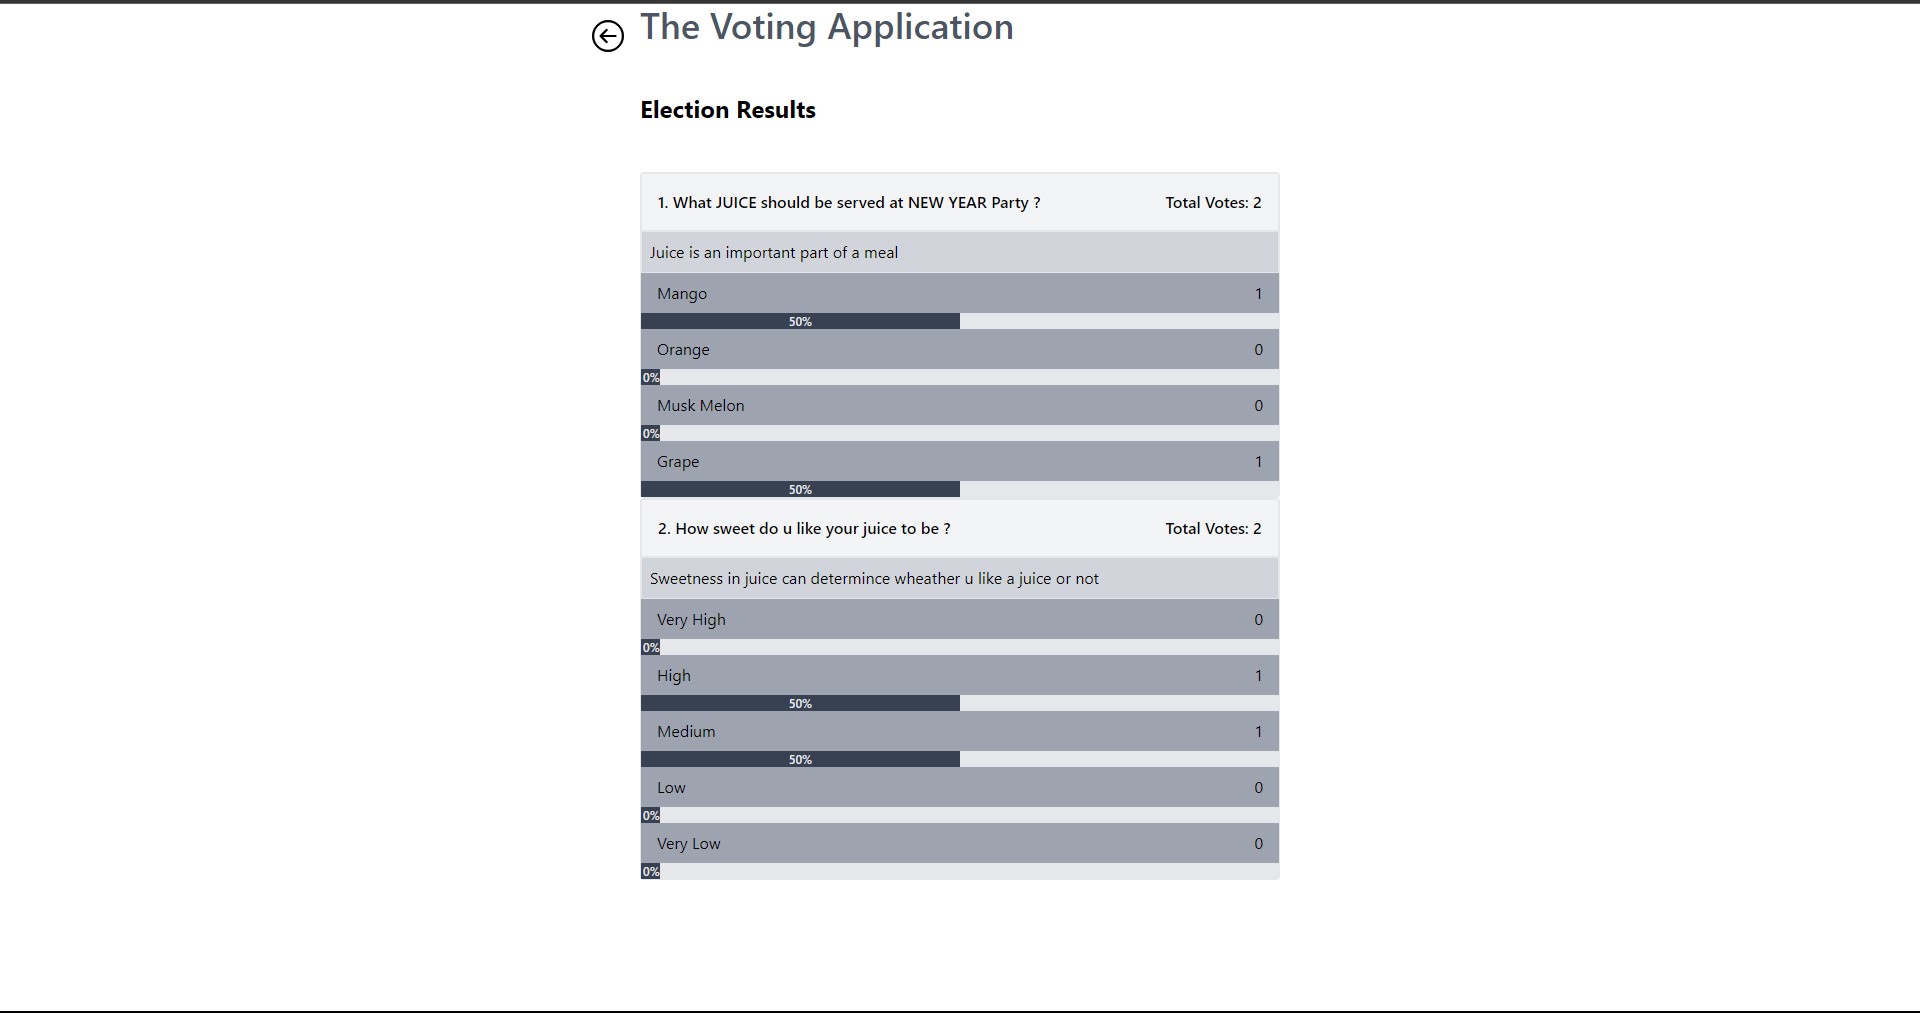 The Voting Application
Election Results
1. What JUICE should be served at NEW YEAR Party ? Total Votes: 2
Juice is an important part of a meal
Mango 1
50%
Orange 0
0%
Musk Melon 0
0%
Grape 1
50%
2. How sweet do u like your juice to be ? Total Votes: 2
Sweetness in juice can determince wheather u like a juice or not
Very High 0
0%
High 1
50%
Medium 1
50%
Low 0
0%
Very Low 0
0%